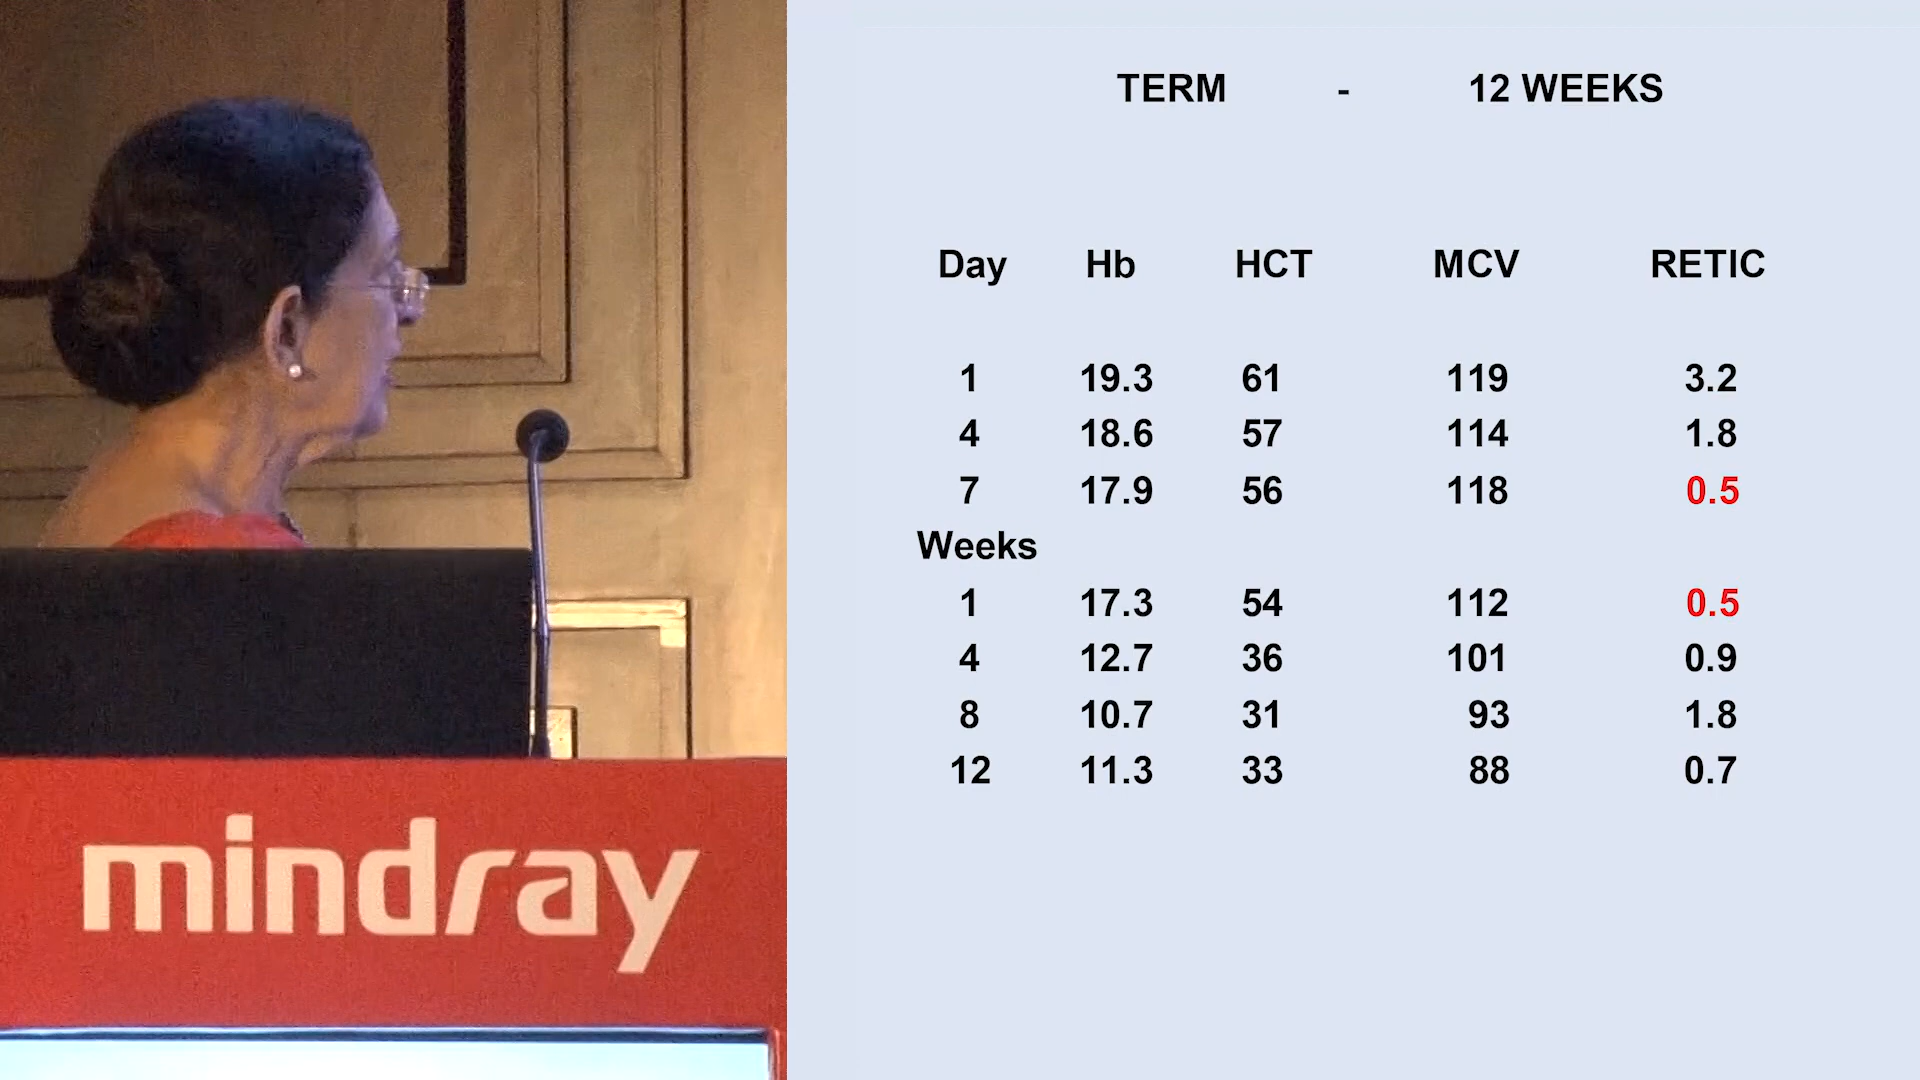 mindray
TERM - 12 WEEKS
Day Hb HCT MCV RETIC
1 19.3 61 119 3.2
4 18.6 57 114 1.8
7 17.9 56 118 0.5
Weeks
1 17.3 54 112 0.5
4 12.7 36 101 0.9
8 10.7 31 93 1.8
12 11.3 33 88 0.7